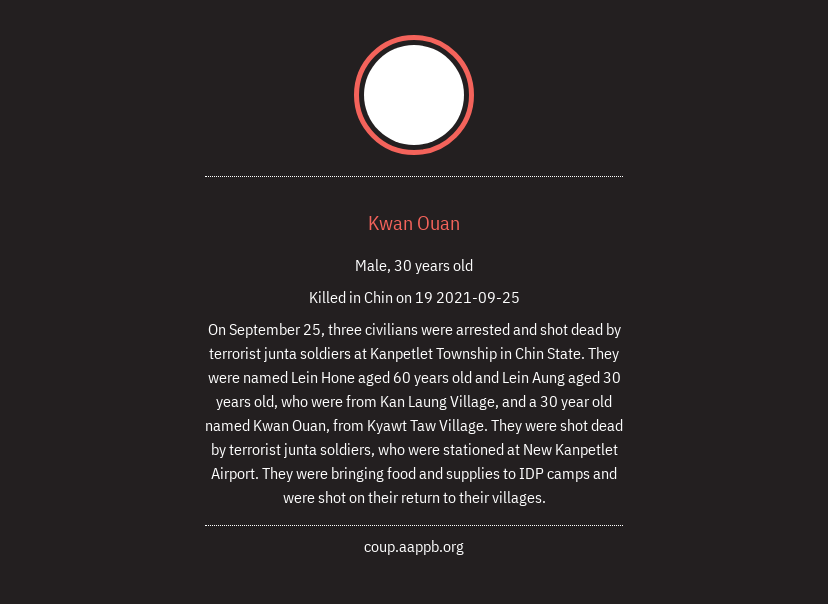 Kwan Ouan
Male, 30 years old
Killed in Chin on 19 2021-09-25
On September 25, three civilians were arrested and shot dead by
terrorist junta soldiers at Kanpetlet Township in Chin State. They
were named Lein Hone aged 60 years old and Lein Aung aged 30
years old, who were from Kan Laung Village, and a 30 year old
named Kwan Ouan, from Kyawt Taw Village. They were shot dead
by terrorist junta soldiers, who were stationed at New Kanpetlet
Airport. They were bringing food and supplies to IDP camps and
were shot on their return to their villages.
coup.aappb.org